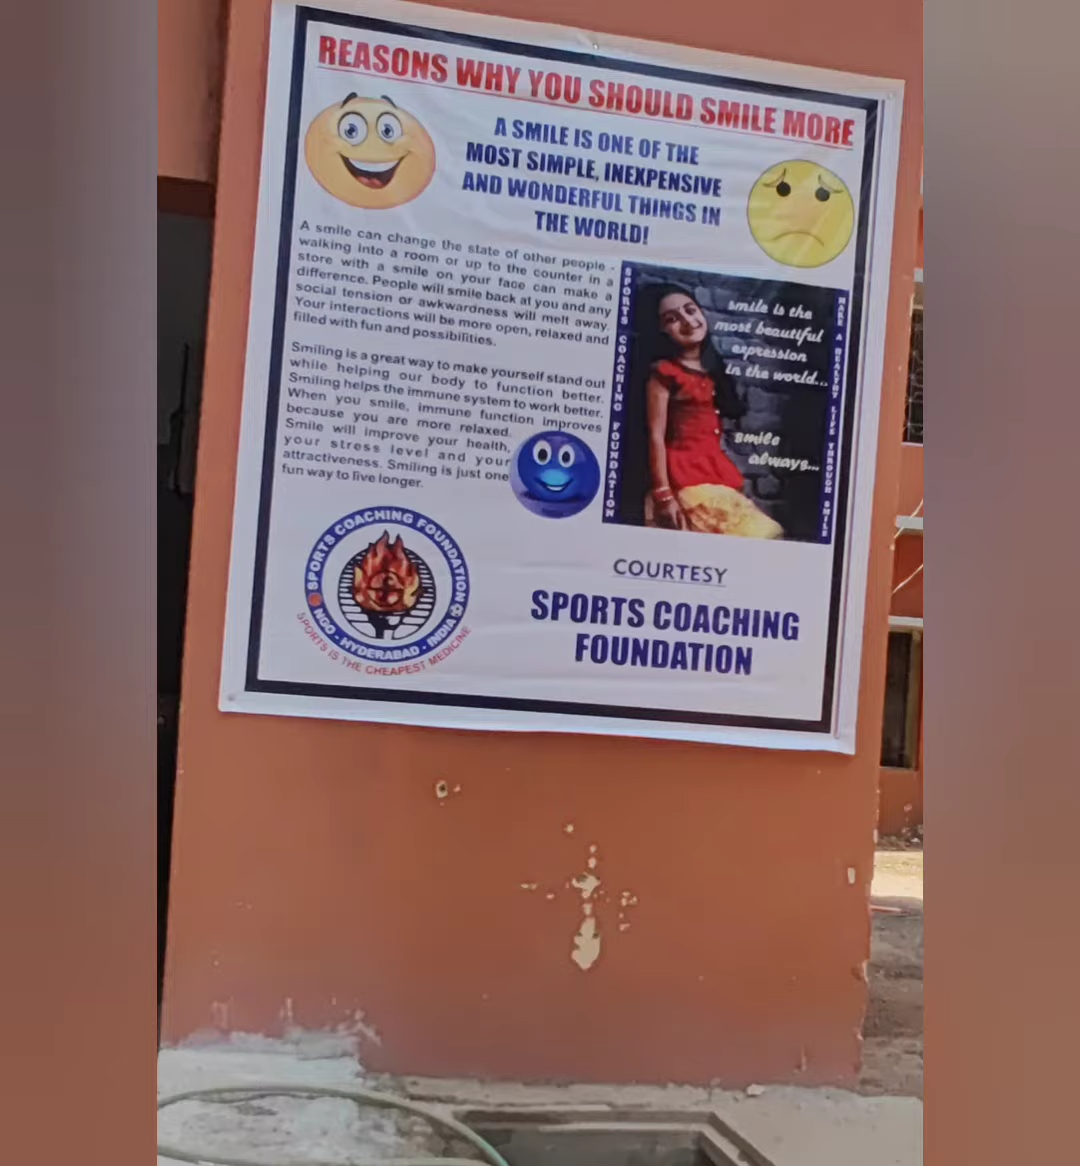 REASONS WHY YOU SHOULD SMILE MORE
A SMILE IS ONE OF THE
MOST SIMPLE, INEXPENSIVE
AND WONDERFUL THINGS IN
THE WORLD!
A smile can change the state of other people -
walking into a room or up to the counter in a
store with a smile on your face can make a
difference. People will smile back at you and any
social tension or awkwardness will melt away.
Your interactions will be more open, relaxed and
filled with fun and possibilities.
Smiling is a great way to make yourself stand out
while helping our body to function better.
Smiling helps the immune system to work better.
When you smile, immune function improves
because you are more relaxed.
Smile will improve your health,
your stress level and your
attractiveness. Smiling is just one
fun way to live longer.
SPORTS COACHING FOUNDATION
smile is the
most beautiful
expression
in the world...
smile
always...
MAKE A HEALTHY LIFE THROUGH SMILE
SPORTS COACHING FOUNDATION
NGO - HYDERABAD - INDIA
SPORTS IS THE CHEAPEST MEDICINE
COURTESY
SPORTS COACHING
FOUNDATION